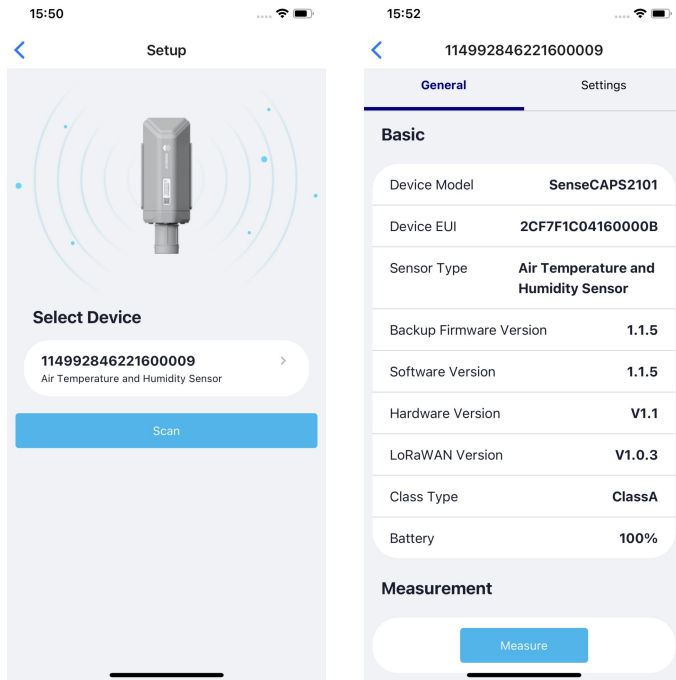 15:50
Setup
Select Device
114992846221600009
Air Temperature and Humidity Sensor
Scan
15:52
114992846221600009
General Settings
Basic
Device Model SenseCAPS2101
Device EUI 2CF7F1C04160000B
Sensor Type Air Temperature and
Humidity Sensor
Backup Firmware Version 1.1.5
Software Version 1.1.5
Hardware Version V1.1
LoRaWAN Version V1.0.3
Class Type ClassA
Battery 100%
Measurement
Measure